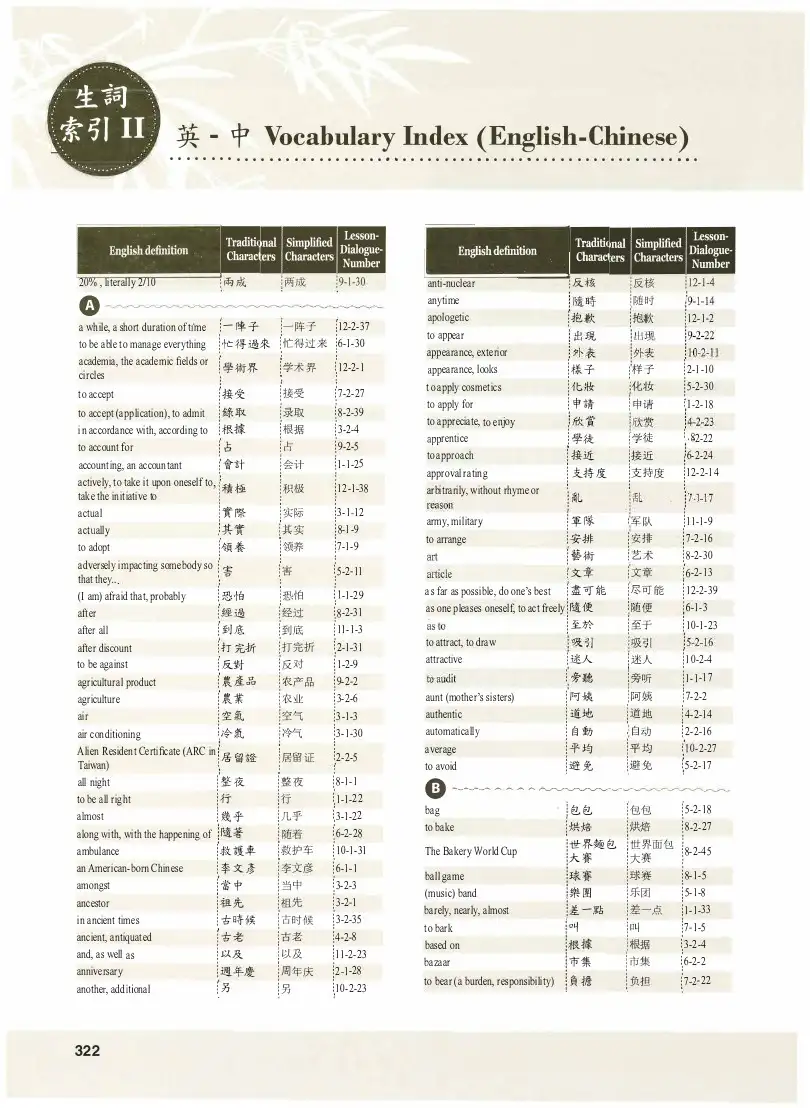 生詞
索引 II
英 - 中 Vocabulary Index (English-Chinese)
English definition Traditional Characters Simplified Characters Lesson-Dialogue-Number
20% , literally 2/10 兩成 两成 9-1-30
A
a while, a short duration of time 一陣子 一阵子 12-2-37
to be able to manage everything 忙得過來 忙得过来 6-1-30
academia, the academic fields or
circles 學術界 学术界 12-2-1
to accept 接受 接受 7-2-27
to accept (application), to admit 錄取 录取 8-2-39
in accordance with, according to 根據 根据 3-2-4
to account for 占 占 9-2-5
accounting, an accountant 會計 会计 1-1-25
actively, to take it upon oneself to,
take the initiative to 積極 积极 12-1-38
actual 實際 实际 3-1-12
actually 其實 其实 8-1-9
to adopt 領養 领养 7-1-9
adversely impacting somebody so
that they... 害 害 5-2-11
(I am) afraid that, probably 恐怕 恐怕 1-1-29
after 經過 经过 8-2-31
after all 到底 到底 11-1-3
after discount 打完折 打完折 2-1-31
to be against 反對 反对 1-2-9
agricultural product 農產品 农产品 9-2-2
agriculture 農業 农业 3-2-6
air 空氣 空气 3-1-3
air conditioning 冷氣 冷气 3-1-30
Alien Resident Certificate (ARC in
Taiwan) 居留證 居留证 2-2-5
all night 整夜 整夜 8-1-1
to be all right 行 行 1-1-22
almost 幾乎 几乎 3-1-22
along with, with the happening of 隨著 随着 6-2-28
ambulance 救護車 救护车 10-1-31
an American-born Chinese 李文彥 李文彦 6-1-1
amongst 當中 当中 3-2-3
ancestor 祖先 祖先 3-2-1
in ancient times 古時候 古时候 3-2-35
ancient, antiquated 古老 古老 4-2-8
and, as well as 以及 以及 11-2-23
anniversary 週年慶 周年庆 2-1-28
another, additional 另 另 10-2-23
English definition Traditional Characters Simplified Characters Lesson-Dialogue-Number
anti-nuclear 反核 反核 12-1-4
anytime 隨時 随时 9-1-14
apologetic 抱歉 抱歉 12-1-2
to appear 出現 出现 9-2-22
appearance, exterior 外表 外表 10-2-11
appearance, looks 樣子 样子 2-1-10
to apply cosmetics 化妝 化妆 5-2-30
to apply for 申請 申请 1-2-18
to appreciate, to enjoy 欣賞 欣赏 4-2-23
apprentice 學徒 学徒 82-22
to approach 接近 接近 6-2-24
approval rating 支持度 支持度 12-2-14
arbitrarily, without rhyme or
reason 亂 乱 7-1-17
army, military 軍隊 军队 11-1-9
to arrange 安排 安排 7-2-16
art 藝術 艺术 8-2-30
article 文章 文章 6-2-13
as far as possible, do one's best 盡可能 尽可能 12-2-39
as one pleases oneself, to act freely 隨便 随便 6-1-3
as to 至於 至于 10-1-23
to attract, to draw 吸引 吸引 5-2-16
attractive 迷人 迷人 10-2-4
to audit 旁聽 旁听 1-1-17
aunt (mother's sisters) 阿姨 阿姨 7-2-2
authentic 道地 道地 4-2-14
automatically 自動 自动 2-2-16
average 平均 平均 10-2-27
to avoid 避免 避免 5-2-17
B
bag 包包 包包 5-2-18
to bake 烘焙 烘焙 8-2-27
The Bakery World Cup 世界麵包大賽 世界面包大赛 8-2-45
ball game 球賽 球赛 8-1-5
(music) band 樂團 乐团 5-1-8
barely, nearly, almost 差一點 差一点 1-1-33
to bark 叫 叫 7-1-5
based on 根據 根据 3-2-4
bazaar 市集 市集 6-2-2
to bear (a burden, responsibility) 負擔 负担 7-2-22
322